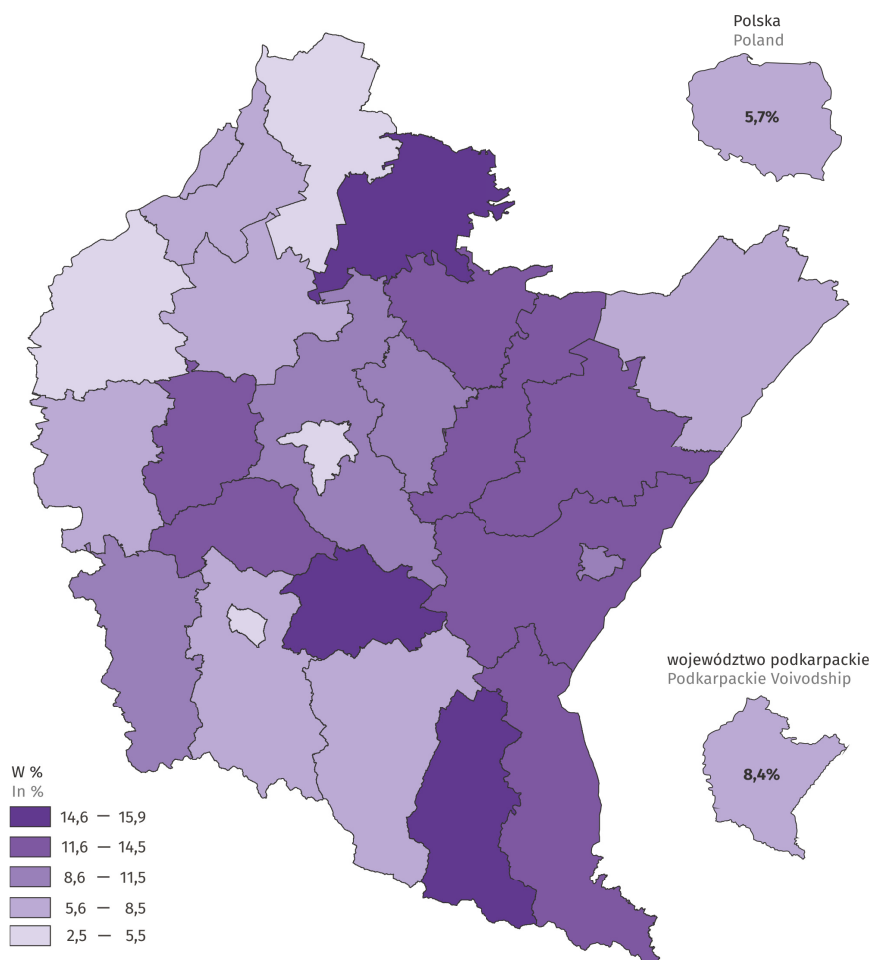 Polska
Poland
5,7%
województwo podkarpackie
Podkarpackie Voivodship
8,4%
W %
In %
14,6 — 15,9
11,6 — 14,5
8,6 — 11,5
5,6 — 8,5
2,5 — 5,5